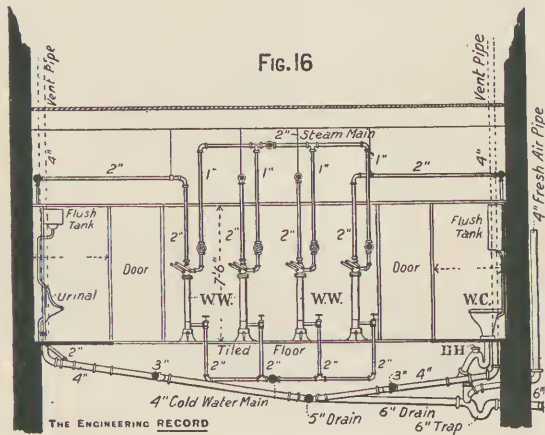 FIG.16
Vent Pipe
Vent Pipe
4" Fresh Air Pipe
2"-Steam Main
4"
2"
1"
1"
1"
1"
2"
4"
Flush
Tank
Flush
Tank
2"
2"
2"
2"
Door
7'-6"
Door
Urinal
W.W.
W.W.
W.C.
Tiled Floor
HH
2"
4"
3"
2"
2"
2"
2"
3"
4"
4" Cold Water Main
5" Drain
6" Drain
6"
6" Trap
THE ENGINEERING RECORD